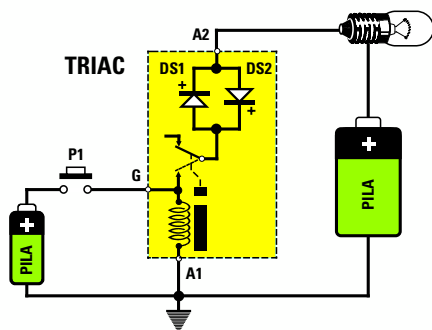 A2
TRIAC
DS1 DS2
+
+
P1
G
+
PILA
+
PILA
A1